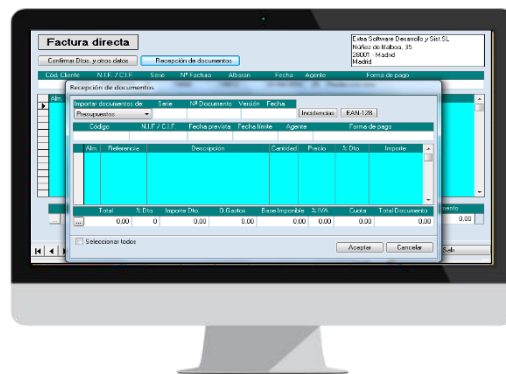 Factura directa
Extra Software Desarrollo y Sist.SL
Núñez de Balboa, 35
28001 - Madrid
Madrid
Confirmar Dtos. y otros datos
Recepción de documentos
Cód. Cliente N.I.F. / C.I.F. Serie Nº Factura Albarán Fecha Agente Forma de pago
Recepción de documentos
Importar documentos de: Serie Nº Documento Versión Fecha
Presupuestos Incidencias EAN-128
Código N.I.F / C.I.F. Fecha prevista Fecha límite Agente Forma de pago
Alm. Referencia Descripción Cantidad Precio % Dto Importe
Total % Dto Importe Dto. D.Gastos Base Imponible % IVA Cuota Total Documento
0,00 0 0,00 0,00 0,00 0,00 0,00 0,00
0,00
Seleccionar todos
Aceptar Cancelar
Salir